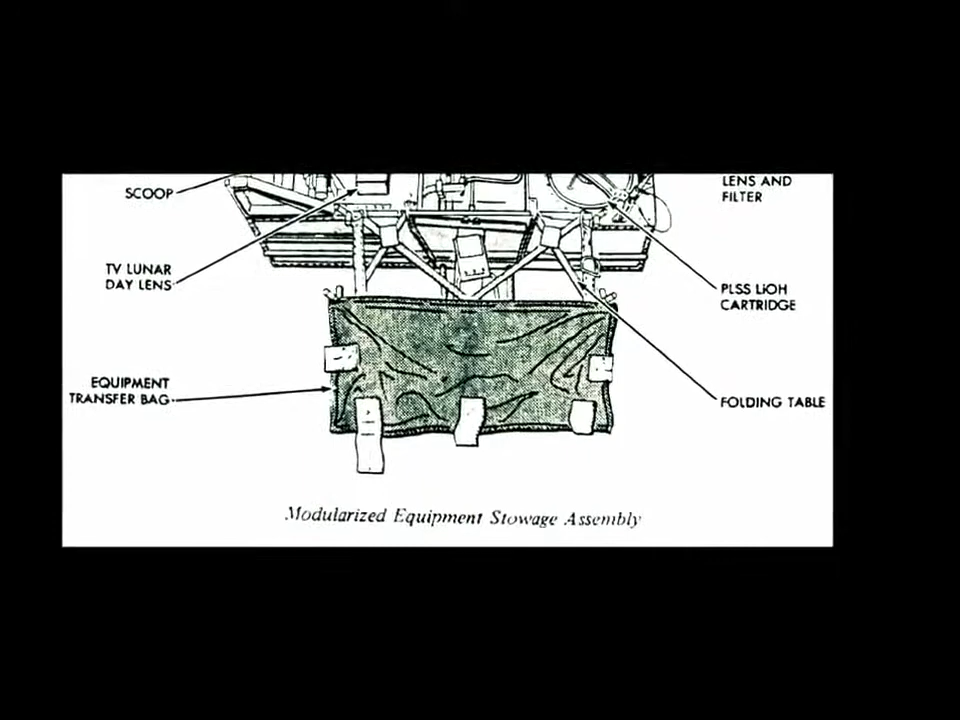 SCOOP
TV LUNAR
DAY LENS
EQUIPMENT
TRANSFER BAG
LENS AND
FILTER
PLSS LiOH
CARTRIDGE
FOLDING TABLE
Modularized Equipment Stowage Assembly